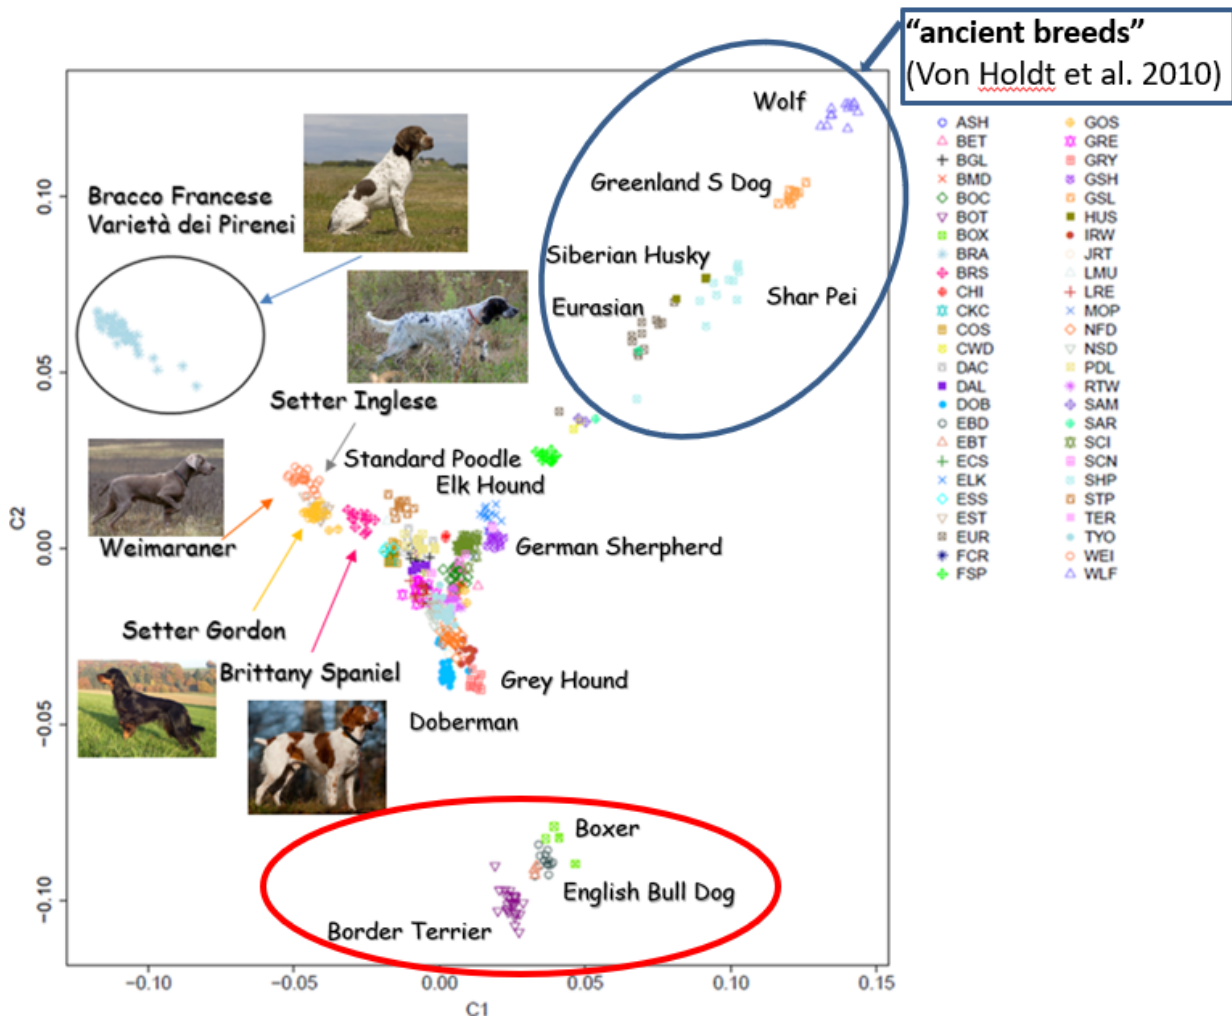 “ancient breeds”
(Von Holdt et al. 2010)
Wolf
Greenland S Dog
Bracco Francese
Varietà dei Pirenei
Siberian Husky
Shar Pei
Eurasian
Setter Inglese
Standard Poodle
Elk Hound
Weimaraner
German Sherpherd
Setter Gordon
Brittany Spaniel
Grey Hound
Doberman
Boxer
English Bull Dog
Border Terrier
C2
0.10
0.05
0.00
−0.05
−0.10
−0.10
−0.05
0.00
0.05
0.10
0.15
C1
ASH
BET
BGL
BMD
BOC
BOT
BOX
BRA
BRS
CHI
CKC
COS
CWD
DAC
DAL
DOB
EBD
EBT
ECS
ELK
ESS
EST
EUR
FCR
FSP
GOS
GRE
GRY
GSH
GSL
HUS
IRW
JRT
LMU
LRE
MOP
NFD
NSD
PDL
RTW
SAM
SAR
SCI
SCN
SHP
STP
TER
TYO
WEI
WLF